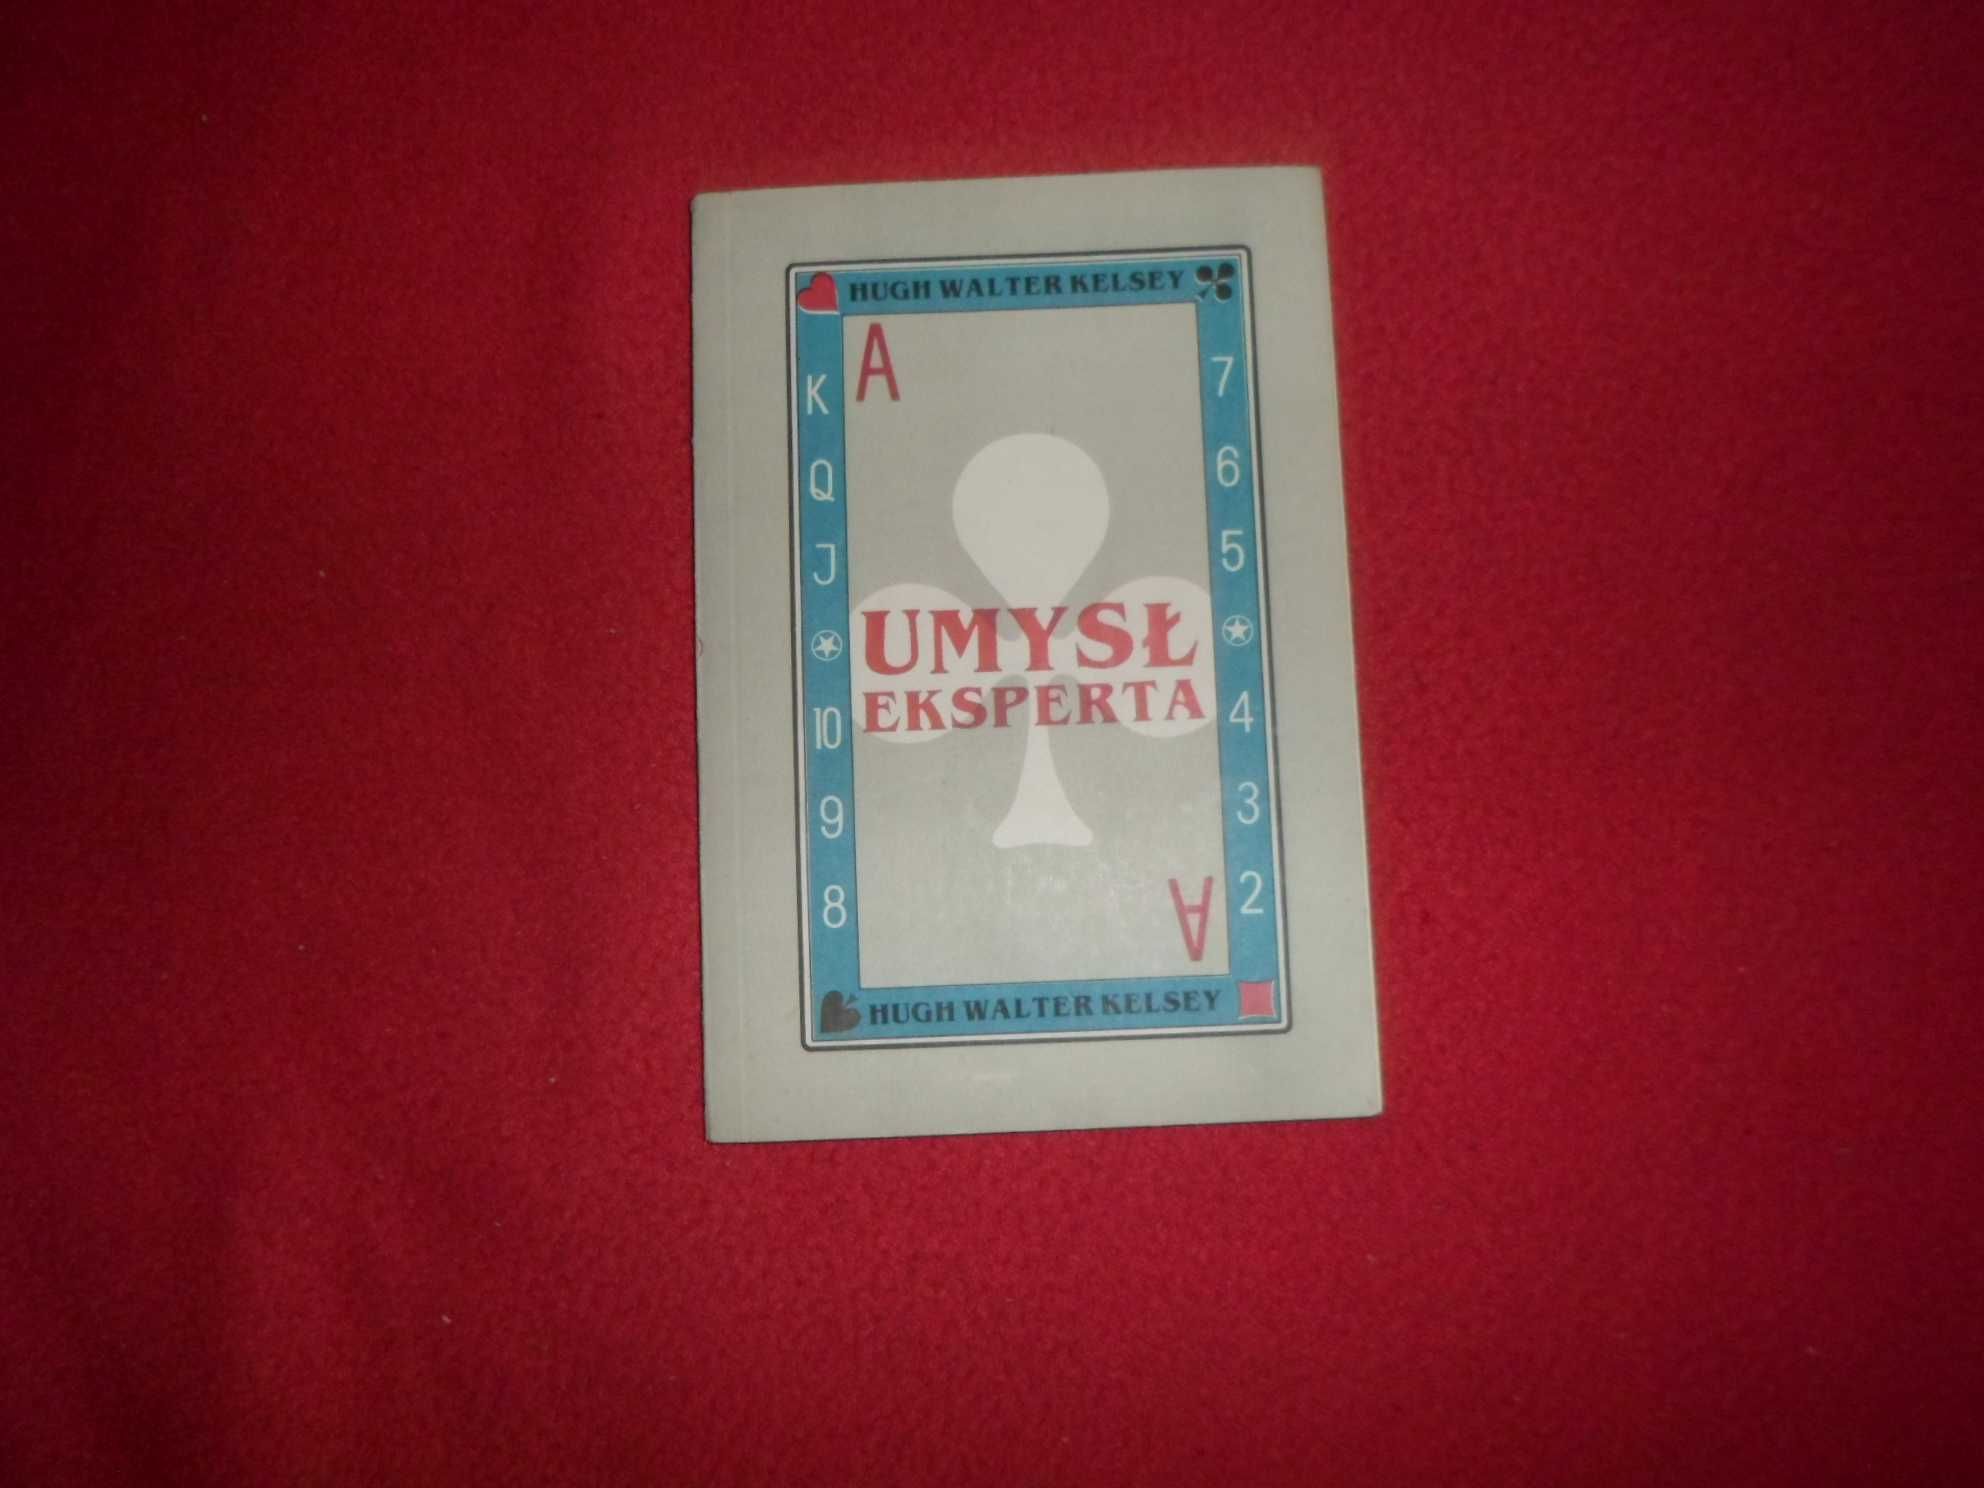 HUGH WALTER KELSEY
A
K
Q
J
10
9
8
7
6
5
4
3
2
UMYSŁ
EKSPERTA
A
HUGH WALTER KELSEY